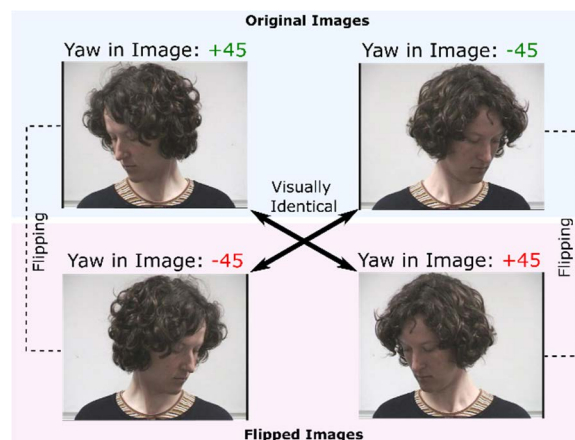 Original Images
Yaw in Image: +45
Yaw in Image: -45
Flipping
Visually
Identical
Flipping
Yaw in Image: -45
Yaw in Image: +45
Flipped Images